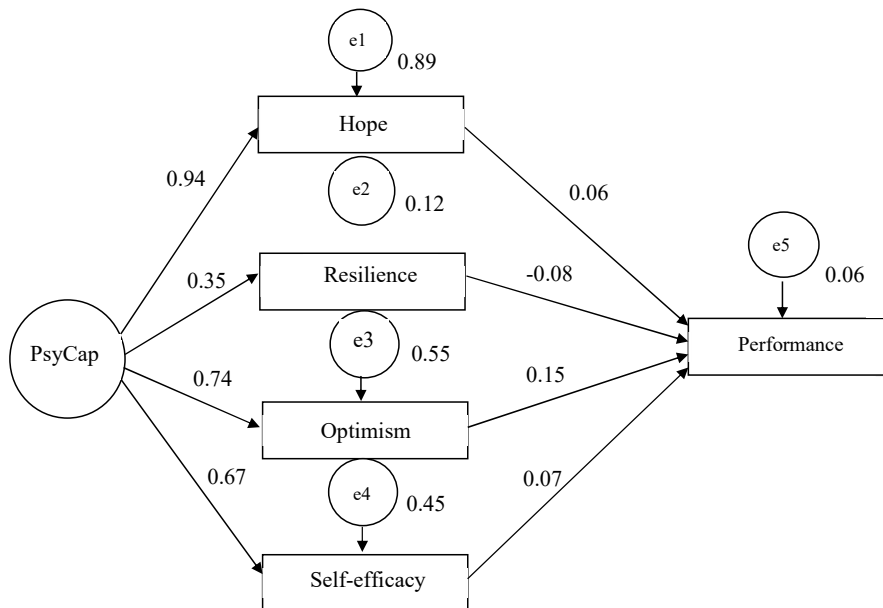 e1
0.89
Hope
e2
0.94
0.12
0.06
e5
0.06
Resilience
0.35
-0.08
e3
0.55
PsyCap
Performance
0.74
0.15
Optimism
0.67
e4
0.45
0.07
Self-efficacy